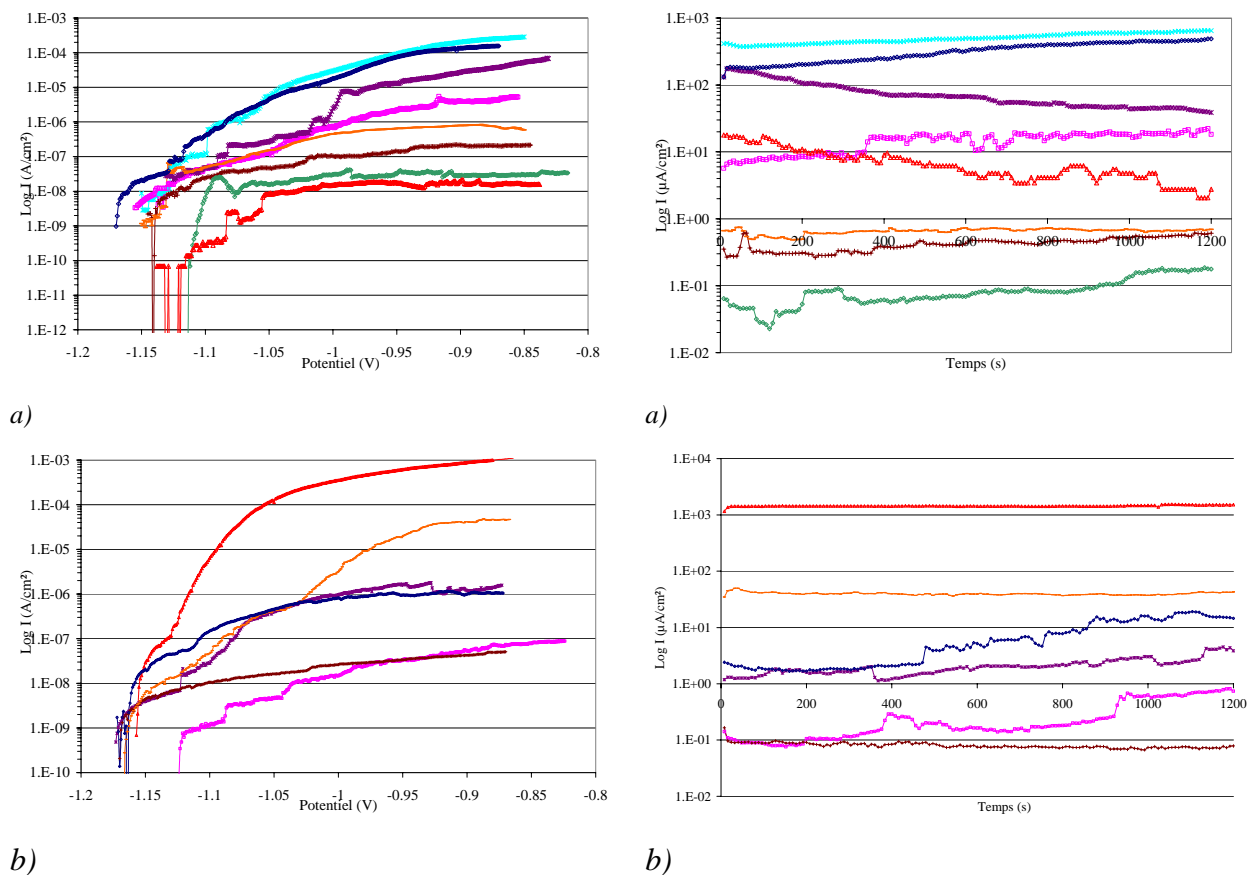 1.E-03
1.E-04
1.E-05
1.E-06
1.E-07
1.E-08
1.E-09
1.E-10
1.E-11
1.E-12
Log I (A/cm²)
-1.2 -1.15 -1.1 -1.05 -1 -0.95 -0.9 -0.85 -0.8
Potentiel (V)
a)
1.E+04
1.E+03
1.E+02
1.E+01
1.E+00
1.E-01
1.E-02
Log I (µA/cm²)
0 200 400 600 800 1000 1200
Temps (s)
a)
1.E-03
1.E-04
1.E-05
1.E-06
1.E-07
1.E-08
1.E-09
1.E-10
Log I (A/cm²)
-1.2 -1.15 -1.1 -1.05 -1 -0.95 -0.9 -0.85 -0.8
Potentiel (V)
b)
1.E+04
1.E+03
1.E+02
1.E+01
1.E+00
1.E-01
1.E-02
Log I (µA/cm²)
0 200 400 600 800 1000 1200
Temps (s)
b)